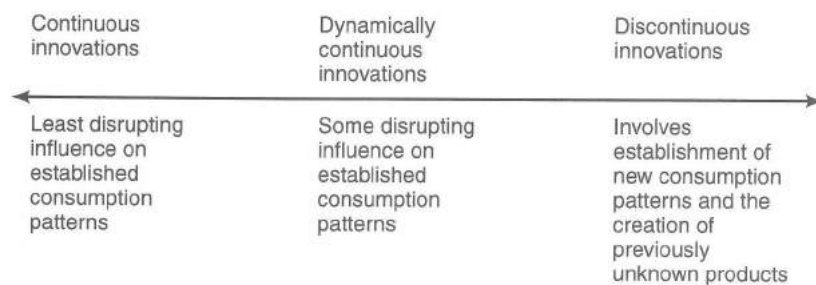 Continuous
innovations
Dynamically
continuous
innovations
Discontinuous
innovations
Least disrupting
influence on
established
consumption
patterns
Some disrupting
influence on
established
consumption
patterns
Involves
establishment of
new consumption
patterns and the
creation of
previously
unknown products